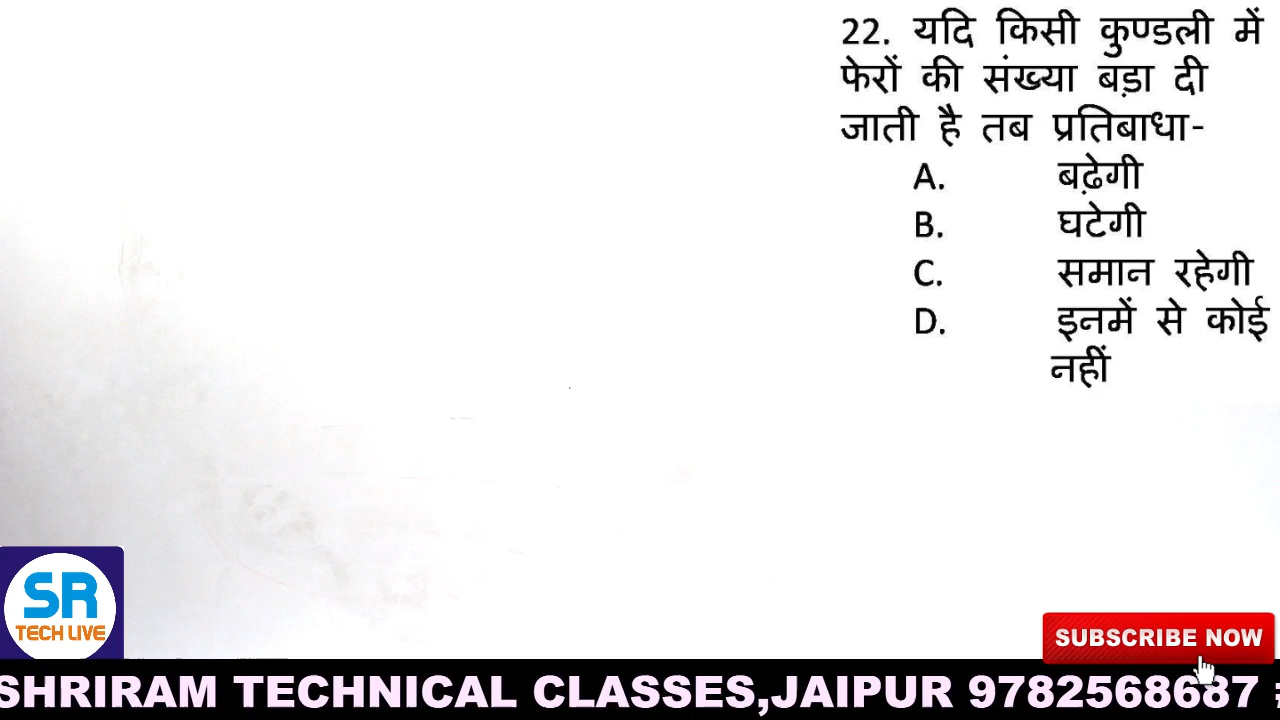 22. यदि किसी कुण्डली में
फेरों की संख्या बड़ा दी
जाती है तब प्रतिबाधा-
A. बढ़ेगी
B. घटेगी
C. समान रहेगी
D. इनमें से कोई
नहीं
SR
TECH LIVE
SUBSCRIBE NOW
SHRIRAM TECHNICAL CLASSES,JAIPUR 9782568687